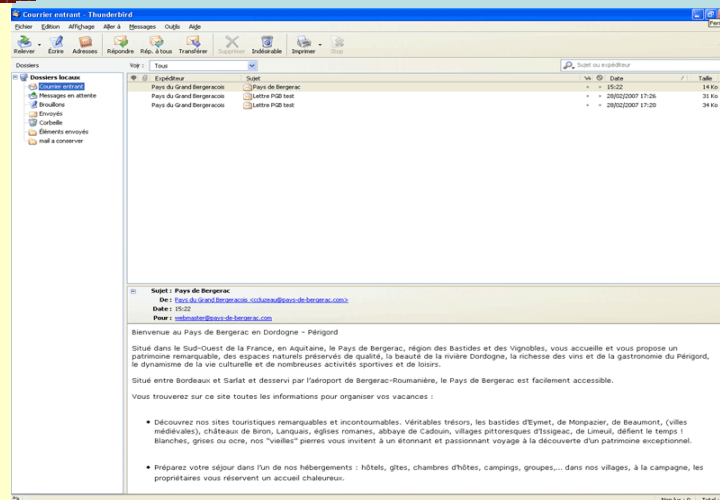 Courrier entrant - Thunderbird
Fichier Edition Affichage Aller à Messages Outils Aide
Relever Écrire Adresses Répondre Rép. à tous Transférer Supprimer Indésirable Imprimer Stop
Dossiers Voir : Tous Sujet ou expéditeur
Dossiers locaux
Courrier entrant
Messages en attente
Brouillons
Envoyés
Corbeille
Éléments envoyés
mail a conserver
Expéditeur Sujet Date Taille
Pays du Grand Bergeracois Pays de Bergerac 15:22 14 Ko
Pays du Grand Bergeracois Lettre PGB test 28/02/2007 17:26 31 Ko
Pays du Grand Bergeracois Lettre PGB test 28/02/2007 17:20 34 Ko
Sujet : Pays de Bergerac
De : Pays du Grand Bergeracois <ccluzeau@pays-de-bergerac.com>
Date : 15:22
Pour : webmaster@pays-de-bergerac.com
Bienvenue au Pays de Bergerac en Dordogne - Périgord
Situé dans le Sud-Ouest de la France, en Aquitaine, le Pays de Bergerac, région des Bastides et des Vignobles, vous accueille et vous propose un
patrimoine remarquable, des espaces naturels préservés de qualité, la beauté de la rivière Dordogne, la richesse des vins et de la gastronomie du Périgord,
le dynamisme de la vie culturelle et de nombreuses activités sportives et de loisirs.
Situé entre Bordeaux et Sarlat et desservi par l'aéroport de Bergerac-Roumanière, le Pays de Bergerac est facilement accessible.
Vous trouverez sur ce site toutes les informations pour organiser vos vacances :
• Découvrez nos sites touristiques remarquables et incontournables. Véritables trésors, les bastides d'Eymet, de Monpazier, de Beaumont, (villes
médiévales), châteaux de Biron, Lanquais, églises romanes, abbaye de Cadouin, villages pittoresques d'Issigeac, de Limeuil, défient le temps !
Blanches, grises ou ocre, nos "vieilles" pierres vous invitent à un étonnant et passionnant voyage à la découverte d'un patrimoine exceptionnel.
• Préparez votre séjour dans l'un de nos hébergements : hôtels, gîtes, chambres d'hôtes, campings, groupes,... dans nos villages, à la campagne, les
propriétaires vous réservent un accueil chaleureux.
Non lus : 0 Total :